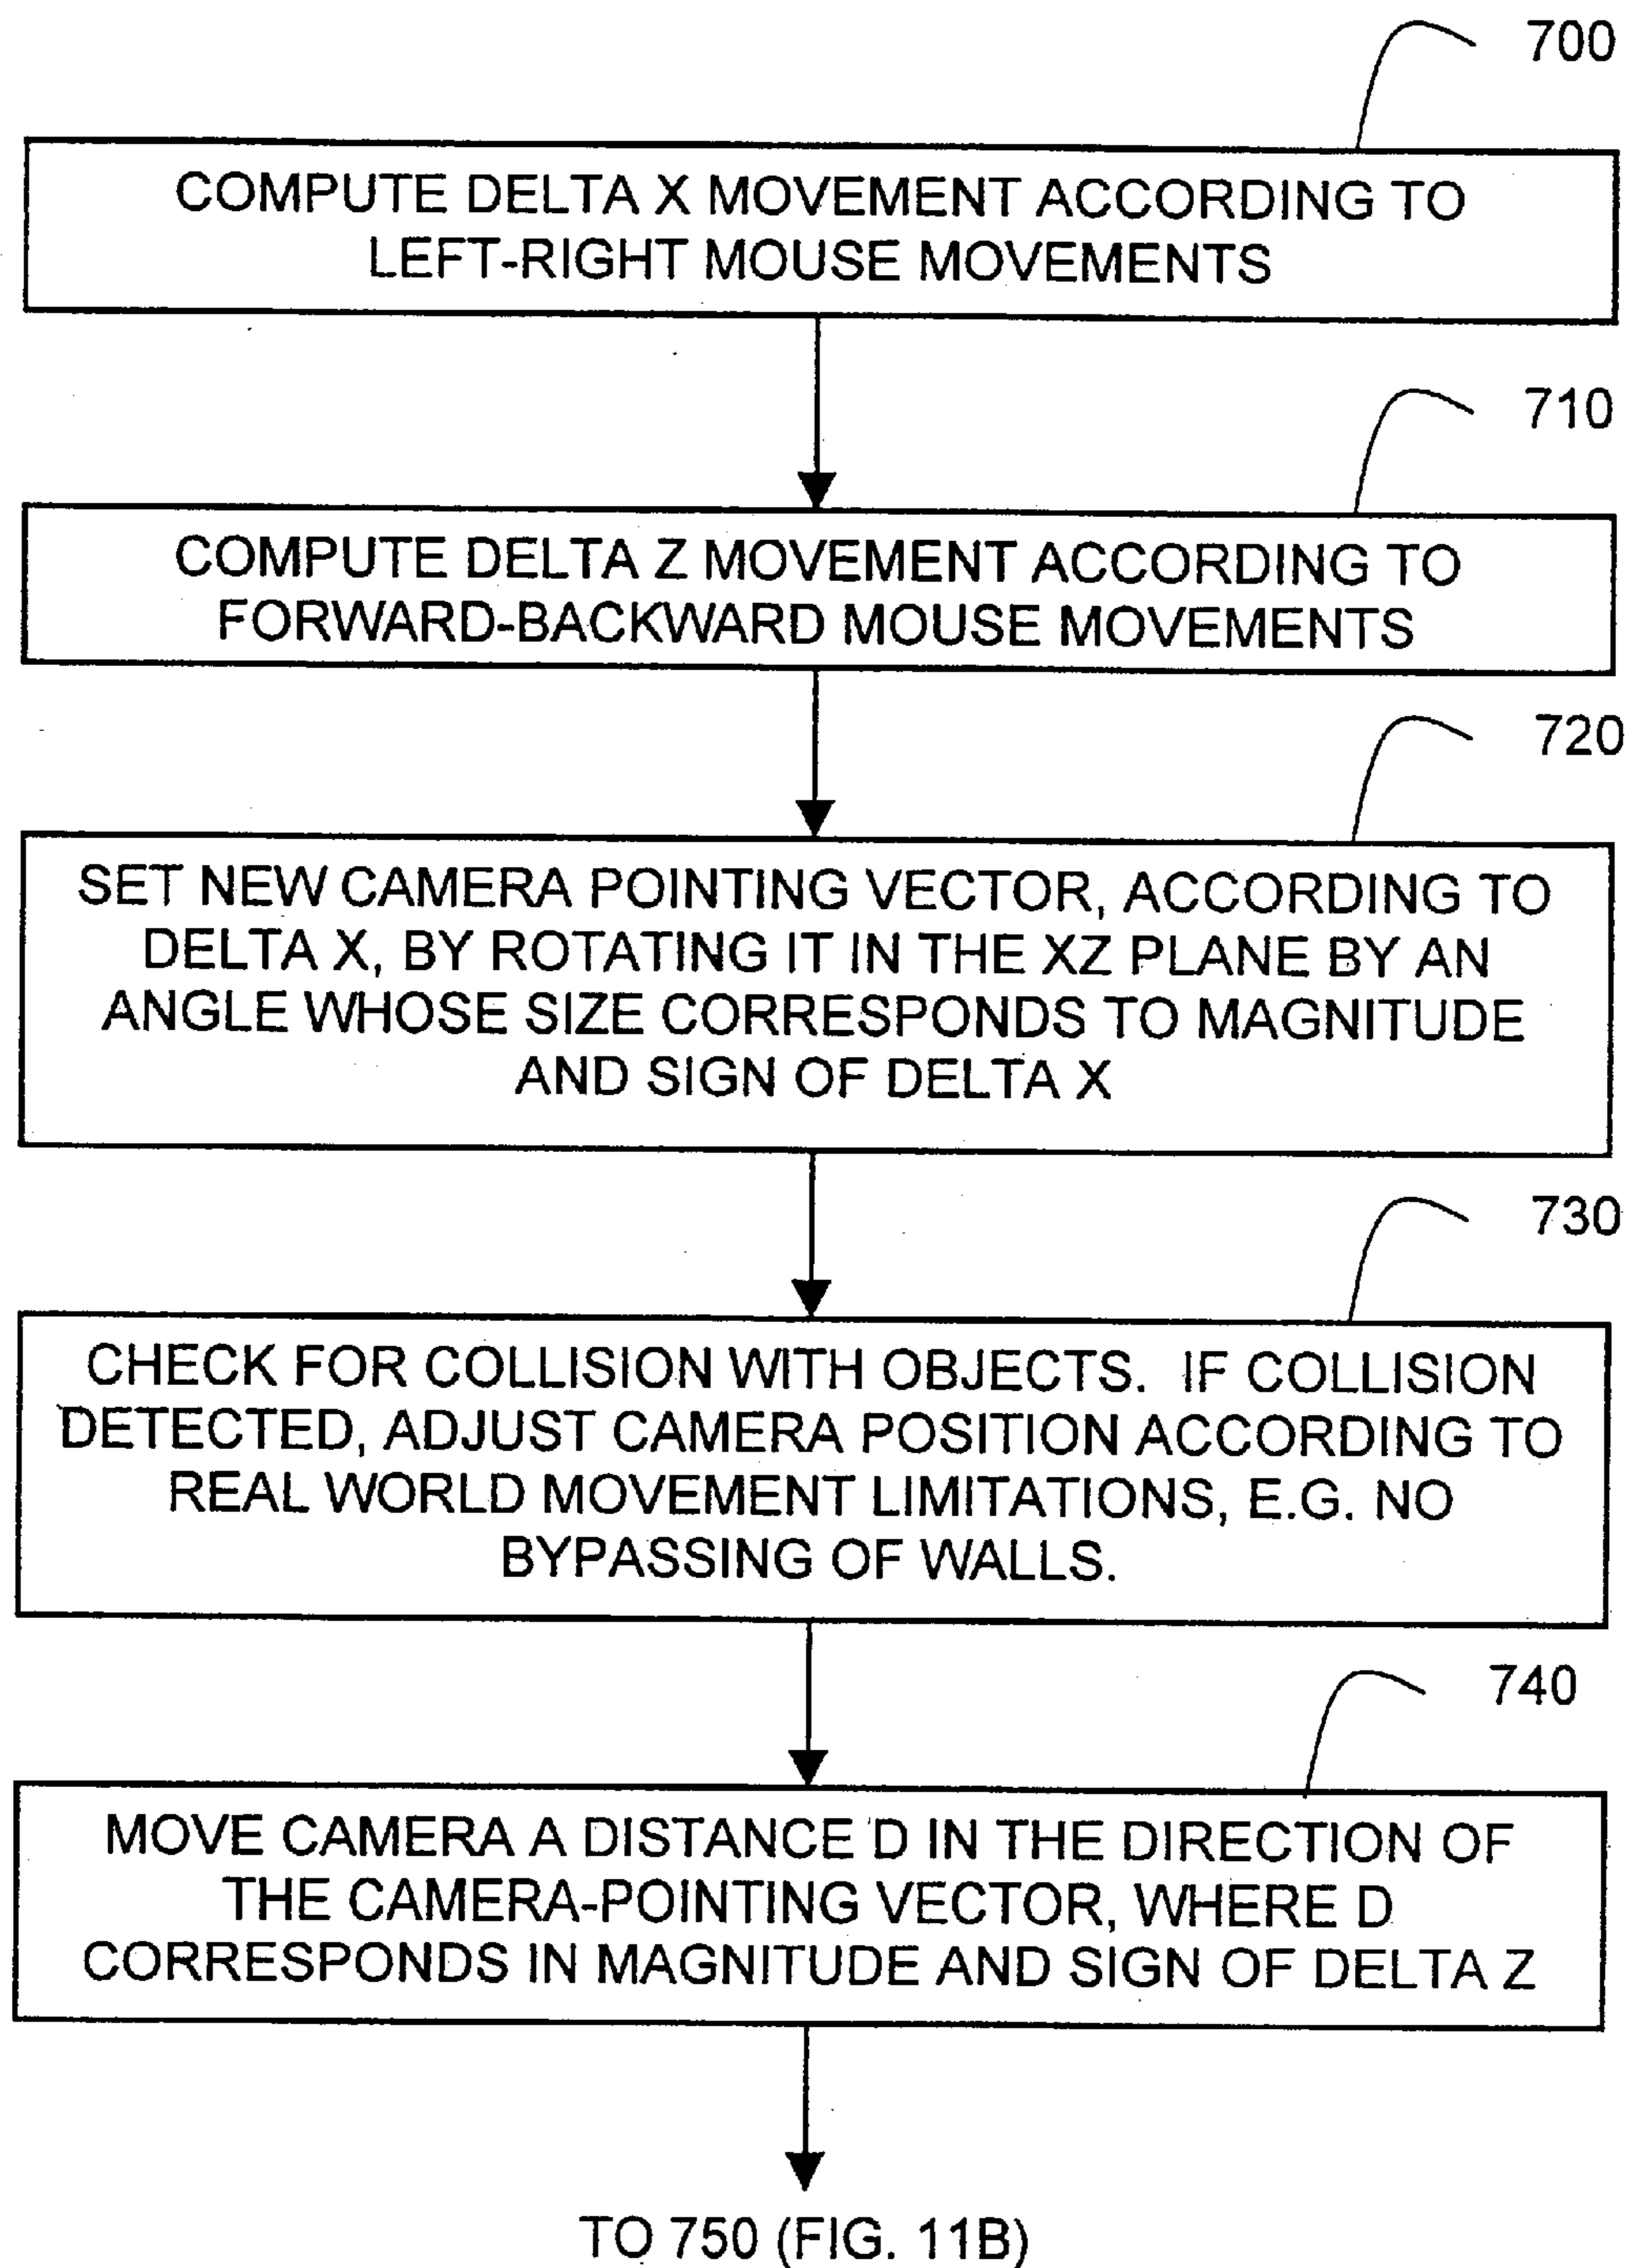 700
COMPUTE DELTA X MOVEMENT ACCORDING TO
LEFT-RIGHT MOUSE MOVEMENTS
710
COMPUTE DELTA Z MOVEMENT ACCORDING TO
FORWARD-BACKWARD MOUSE MOVEMENTS
720
SET NEW CAMERA POINTING VECTOR, ACCORDING TO
DELTA X, BY ROTATING IT IN THE XZ PLANE BY AN
ANGLE WHOSE SIZE CORRESPONDS TO MAGNITUDE
AND SIGN OF DELTA X
730
CHECK FOR COLLISION WITH OBJECTS. IF COLLISION
DETECTED, ADJUST CAMERA POSITION ACCORDING TO
REAL WORLD MOVEMENT LIMITATIONS, E.G. NO
BYPASSING OF WALLS.
740
MOVE CAMERA A DISTANCE D IN THE DIRECTION OF
THE CAMERA-POINTING VECTOR, WHERE D
CORRESPONDS IN MAGNITUDE AND SIGN OF DELTA Z
TO 750 (FIG. 11B)